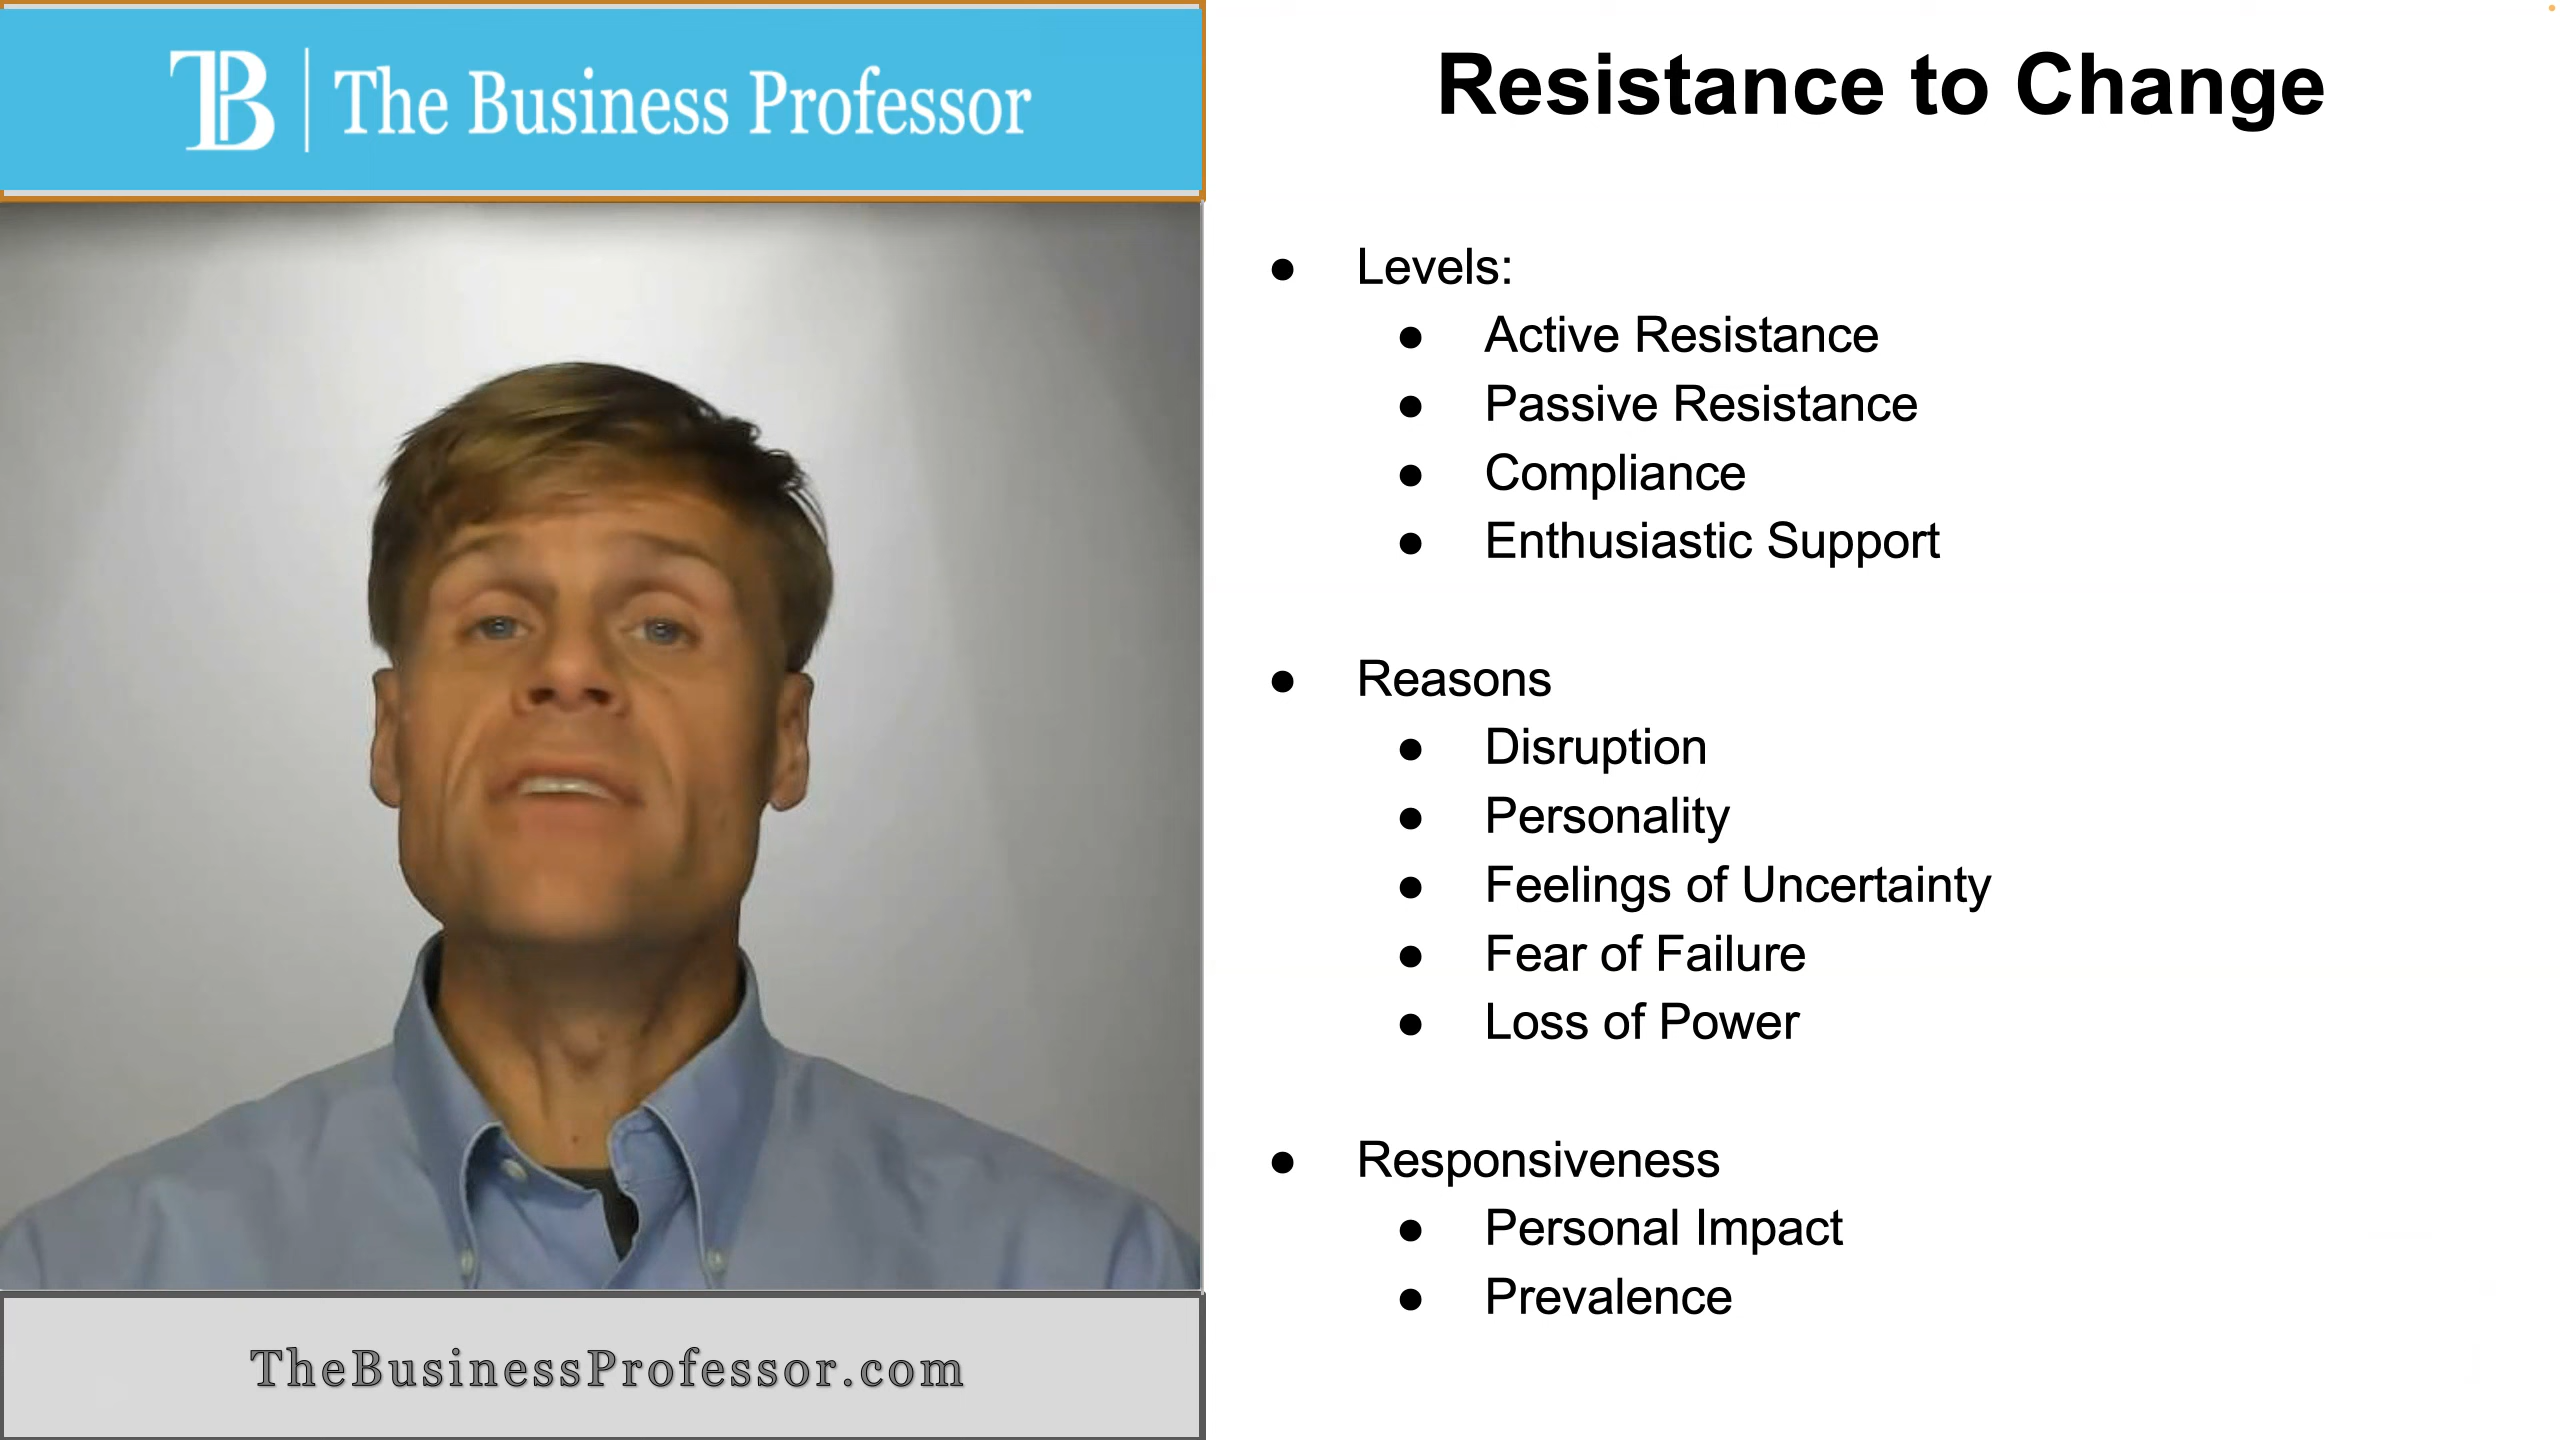 TB The Business Professor
Resistance to Change
● Levels:
● Active Resistance
● Passive Resistance
● Compliance
● Enthusiastic Support
● Reasons
● Disruption
● Personality
● Feelings of Uncertainty
● Fear of Failure
● Loss of Power
● Responsiveness
● Personal Impact
● Prevalence
TheBusinessProfessor.com